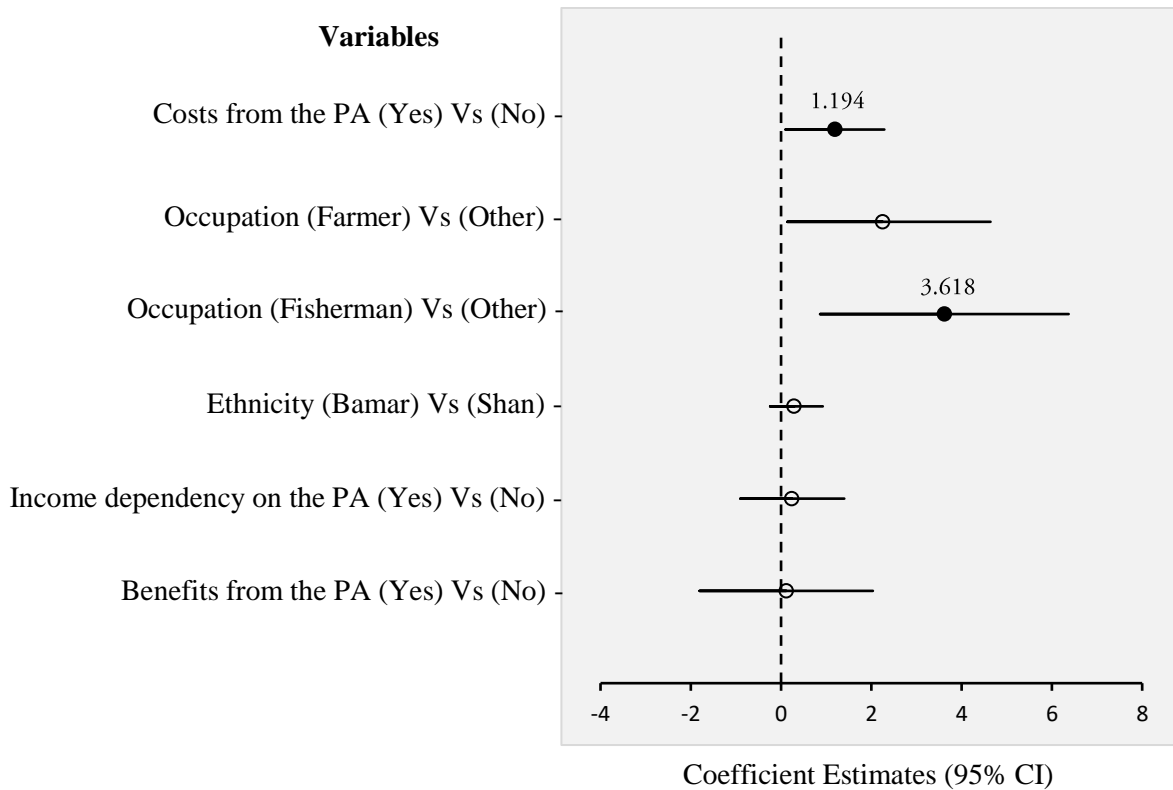 Variables
Costs from the PA (Yes) Vs (No)
1.194
Occupation (Farmer) Vs (Other)
Occupation (Fisherman) Vs (Other)
3.618
Ethnicity (Bamar) Vs (Shan)
Income dependency on the PA (Yes) Vs (No)
Benefits from the PA (Yes) Vs (No)
-4 -2 0 2 4 6 8
Coefficient Estimates (95% CI)